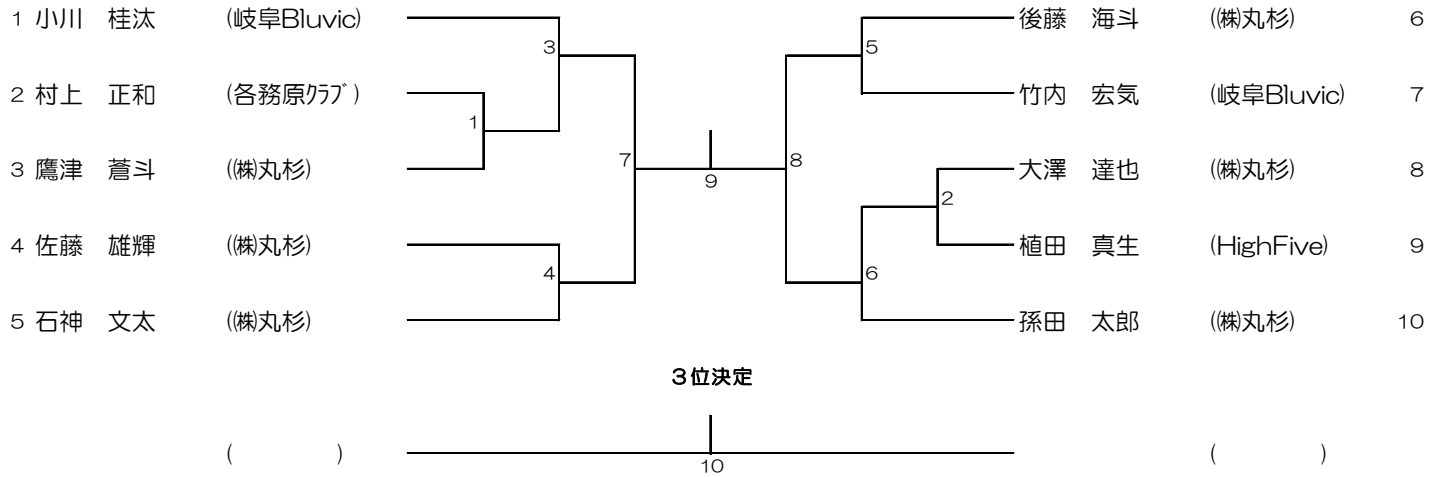 1 小川 桂汰 (岐阜Bluvic) 3 後藤 海斗 (㈱丸杉) 6
5
2 村上 正和 (各務原ｸﾗﾌﾞ) 竹内 宏気 (岐阜Bluvic) 7
1
7 8
3 鷹津 蒼斗 (㈱丸杉) 9 大澤 達也 (㈱丸杉) 8
2
4 佐藤 雄輝 (㈱丸杉) 植田 真生 (HighFive) 9
4 6
5 石神 文太 (㈱丸杉) 孫田 太郎 (㈱丸杉) 10
３位決定
( ) ( )
10